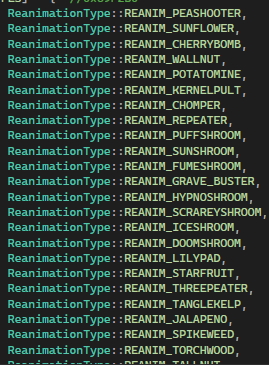 ReanimationType::REANIM_PEASHOOTER,
ReanimationType::REANIM_SUNFLOWER,
ReanimationType::REANIM_CHERRYBOMB,
ReanimationType::REANIM_WALLNUT,
ReanimationType::REANIM_POTATOMINE,
ReanimationType::REANIM_KERNELPULT,
ReanimationType::REANIM_CHOMPER,
ReanimationType::REANIM_REPEATER,
ReanimationType::REANIM_PUFFSHROOM,
ReanimationType::REANIM_SUNSHROOM,
ReanimationType::REANIM_FUMESHROOM,
ReanimationType::REANIM_GRAVE_BUSTER,
ReanimationType::REANIM_HYPNOSHROOM,
ReanimationType::REANIM_SCRAREYSHROOM,
ReanimationType::REANIM_ICESHROOM,
ReanimationType::REANIM_DOOMSHROOM,
ReanimationType::REANIM_LILYPAD,
ReanimationType::REANIM_STARFRUIT,
ReanimationType::REANIM_THREEPEATER,
ReanimationType::REANIM_TANGLEKELP,
ReanimationType::REANIM_JALAPENO,
ReanimationType::REANIM_SPIKEWEED,
ReanimationType::REANIM_TORCHWOOD,
ReanimationType::REANIM_TALLNUT,